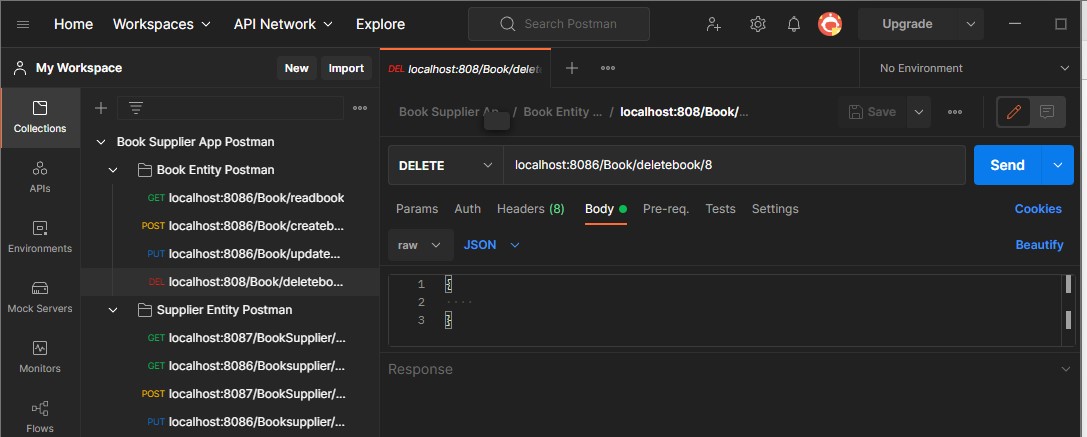 Home Workspaces API Network Explore Search Postman Upgrade
My Workspace New Import
DEL localhost:808/Book/delet
No Environment
Collections
APIs
Environments
Mock Servers
Monitors
Flows
Book Supplier App Postman
Book Entity Postman
GET localhost:8086/Book/readbook
POST localhost:8086/Book/createb...
PUT localhost:8086/Book/update...
DEL localhost:808/Book/deletebo...
Supplier Entity Postman
GET localhost:8087/BookSupplier/...
GET localhost:8086/Booksupplier/...
POST localhost:8087/BookSupplier/...
PUT localhost:8086/Booksupplier/...
Book Supplier Ap / Book Entity ... / localhost:808/Book/...
Save
DELETE localhost:8086/Book/deletebook/8 Send
Params Auth Headers (8) Body Pre-req. Tests Settings Cookies
raw JSON Beautify
1 {
2 ····
3 }
Response